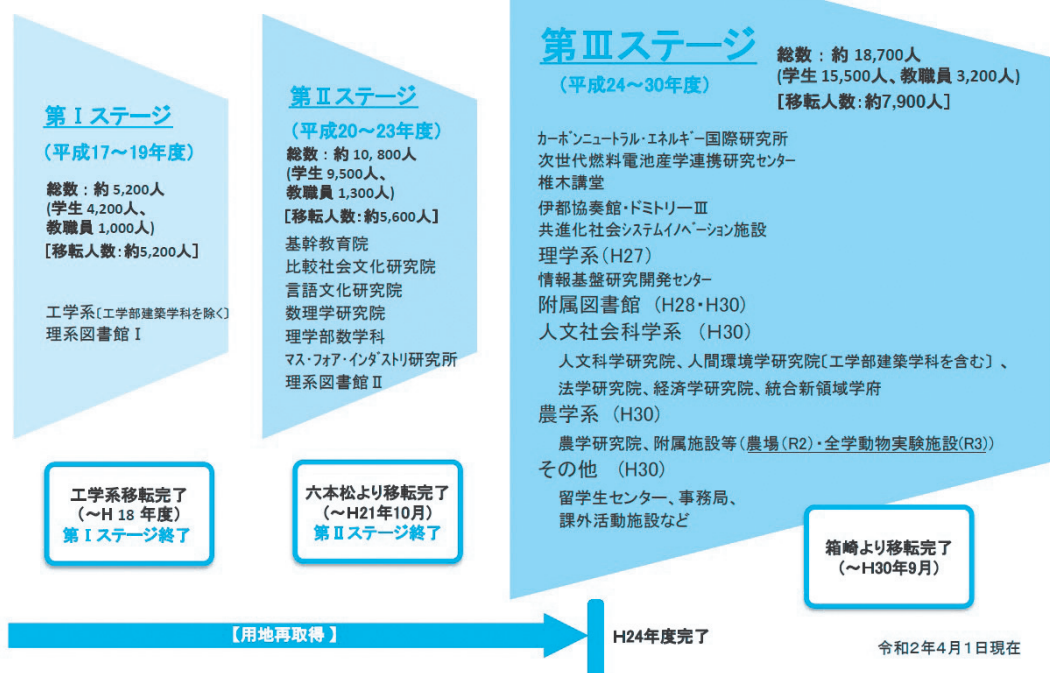 第Ⅰステージ
(平成17～19年度)
総数：約 5,200人
(学生 4,200人、
教職員 1,000人)
[移転人数:約5,200人]
工学系〔工学部建築学科を除く〕
理系図書館Ⅰ
工学系移転完了
(～H 18 年度)
第Ⅰステージ終了
第Ⅱステージ
(平成20～23年度)
総数：約 10, 800人
(学生 9,500人、
教職員 1,300人)
[移転人数:約5,600人]
基幹教育院
比較社会文化研究院
言語文化研究院
数理学研究院
理学部数学科
マス・フォア・インダストリ研究所
理系図書館Ⅱ
六本松より移転完了
(～H21年10月)
第Ⅱステージ終了
第Ⅲステージ
(平成24～30年度)
総数：約 18,700人
(学生 15,500人、教職員 3,200人)
[移転人数:約7,900人]
カーボンニュートラル・エネルギー国際研究所
次世代燃料電池産学連携研究センター
椎木講堂
伊都協奏館・ドミトリーⅢ
共進化社会システムイノベーション施設
理学系(H27)
情報基盤研究開発センター
附属図書館 (H28・H30)
人文社会科学系 (H30)
人文科学研究院、人間環境学研究院〔工学部建築学科を含む〕、
法学研究院、経済学研究院、統合新領域学府
農学系 (H30)
農学研究院、附属施設等(農場(R2)・全学動物実験施設(R3))
その他 (H30)
留学生センター、事務局、
課外活動施設など
箱崎より移転完了
(～H30年9月)
【用地再取得】
H24年度完了
令和2年4月1日現在